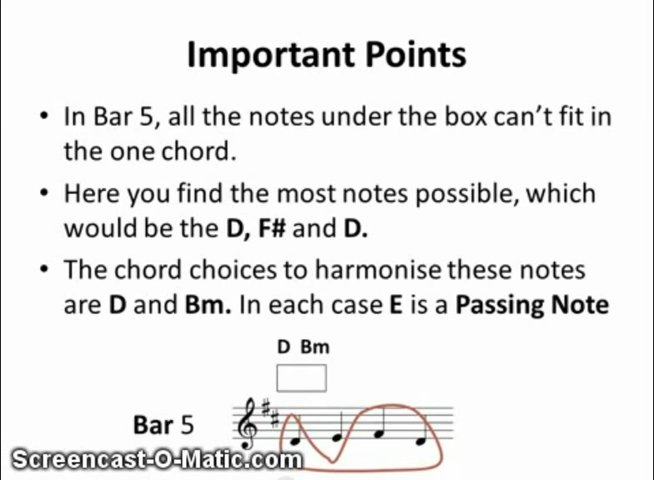 Important Points
• In Bar 5, all the notes under the box can't fit in
the one chord.
• Here you find the most notes possible, which
would be the D, F# and D.
• The chord choices to harmonise these notes
are D and Bm. In each case E is a Passing Note
D Bm
Bar 5
Screencast-O-Matic.com